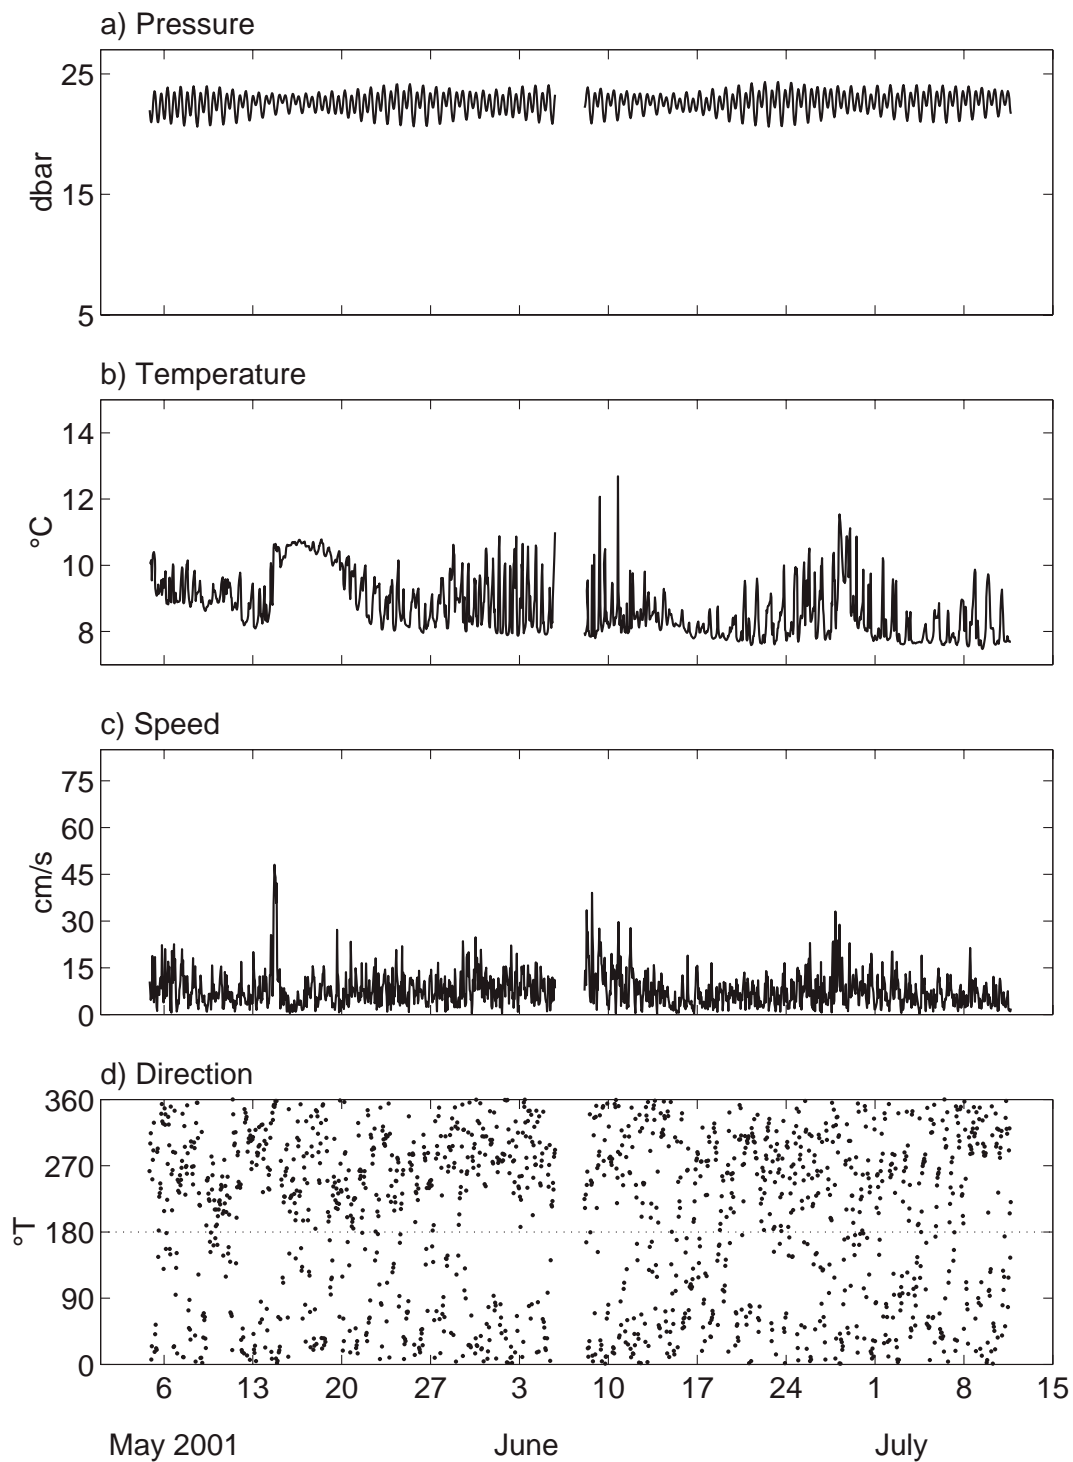 a) Pressure
25
15
5
dbar
b) Temperature
14
12
10
8
°C
c) Speed
75
60
45
30
15
0
cm/s
d) Direction
360
270
180
90
0
°T
6 13 20 27 3 10 17 24 1 8 15
May 2001 June July